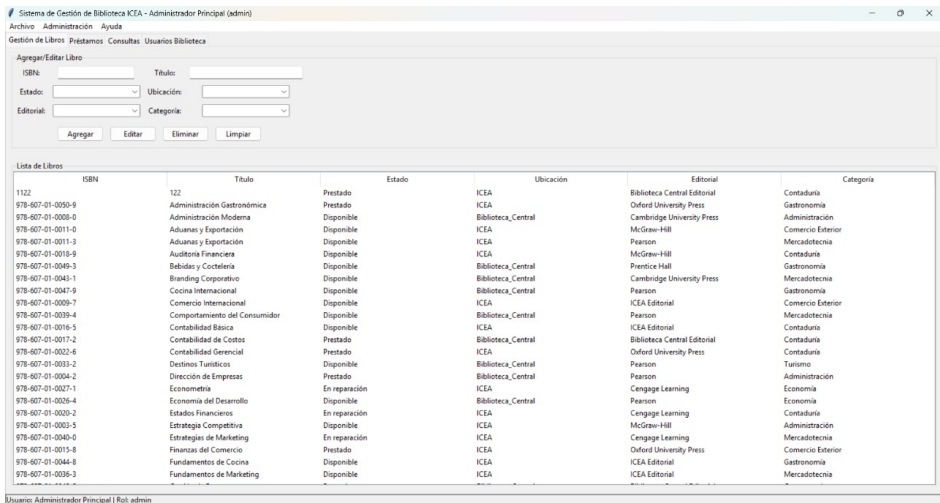 Sistema de Gestión de Biblioteca ICEA - Administrador Principal (admin)
Archivo Administración Ayuda
Gestión de Libros Préstamos Consultas Usuarios Biblioteca
Agregar/Editar Libro
ISBN: Título:
Estado: Ubicación:
Editorial: Categoría:
Agregar Editar Eliminar Limpiar
Lista de Libros
ISBN Título Estado Ubicación Editorial Categoría
1122 122 Prestado ICEA Biblioteca Central Editorial Contaduría
978-607-01-0050-9 Administración Gastronómica Prestado ICEA Oxford University Press Gastronomía
978-607-01-0008-0 Administración Moderna Disponible Biblioteca_Central Cambridge University Press Administración
978-607-01-0011-0 Aduanas y Exportación Disponible ICEA McGraw-Hill Comercio Exterior
978-607-01-0011-3 Aduanas y Exportación Disponible ICEA Pearson Mercadotecnia
978-607-01-0018-9 Auditoría Financiera Disponible ICEA McGraw-Hill Contaduría
978-607-01-0049-3 Bebidas y Coctelería Disponible Biblioteca_Central Prentice Hall Gastronomía
978-607-01-0043-1 Branding Corporativo Disponible Biblioteca_Central Cambridge University Press Mercadotecnia
978-607-01-0047-9 Cocina Internacional Disponible Biblioteca_Central Pearson Gastronomía
978-607-01-0009-7 Comercio Internacional Disponible ICEA ICEA Editorial Comercio Exterior
978-607-01-0039-4 Comportamiento del Consumidor Disponible Biblioteca_Central Pearson Mercadotecnia
978-607-01-0016-5 Contabilidad Básica Disponible ICEA ICEA Editorial Contaduría
978-607-01-0017-2 Contabilidad de Costos Prestado Biblioteca_Central Biblioteca Central Editorial Contaduría
978-607-01-0022-6 Contabilidad Gerencial Prestado ICEA Oxford University Press Contaduría
978-607-01-0033-2 Destinos Turísticos Disponible Biblioteca_Central Pearson Turismo
978-607-01-0004-2 Dirección de Empresas Prestado Biblioteca_Central Pearson Administración
978-607-01-0027-1 Econometría En reparación ICEA Cengage Learning Economía
978-607-01-0026-4 Economía del Desarrollo Disponible Biblioteca_Central Pearson Economía
978-607-01-0020-2 Estados Financieros En reparación ICEA Cengage Learning Contaduría
978-607-01-0003-5 Estrategia Competitiva Disponible ICEA McGraw-Hill Administración
978-607-01-0040-0 Estrategias de Marketing En reparación ICEA Cengage Learning Mercadotecnia
978-607-01-0015-8 Finanzas del Comercio Prestado ICEA Oxford University Press Comercio Exterior
978-607-01-0044-8 Fundamentos de Cocina Disponible ICEA ICEA Editorial Gastronomía
978-607-01-0036-3 Fundamentos de Marketing Disponible ICEA ICEA Editorial Mercadotecnia
Usuario: Administrador Principal | Rol: admin